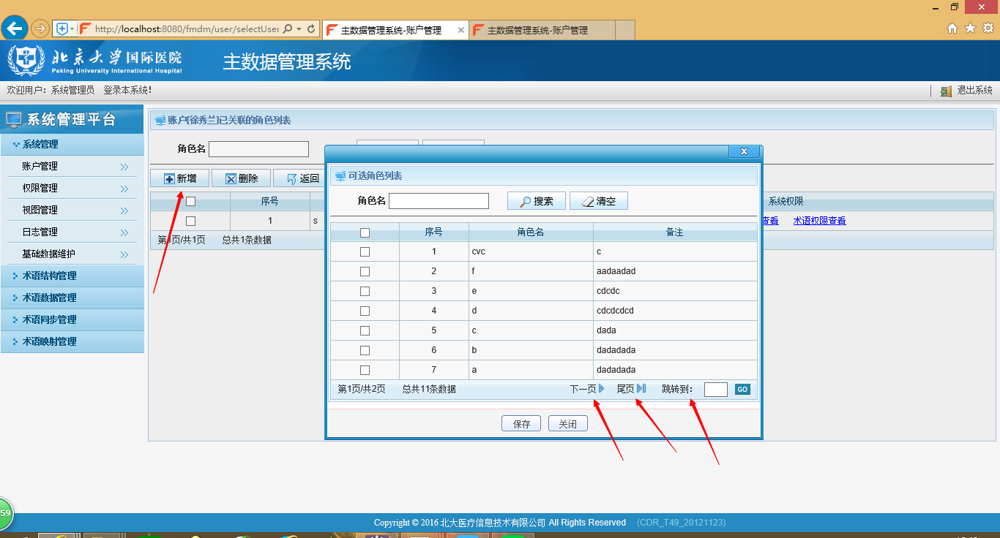 http://localhost:8080/fmdm/user/selectUser
主数据管理系统-账户管理
主数据管理系统-账户管理
北京大学国际医院
Peking University International Hospital
主数据管理系统
欢迎用户：系统管理员 登录本系统!
退出系统
系统管理平台
系统管理
账户管理
权限管理
视图管理
日志管理
基础数据维护
术语结构管理
术语数据管理
术语同步管理
术语映射管理
账户[徐秀兰]已关联的角色列表
角色名
新增 删除 返回
序号 系统权限
1 s 查看 术语权限查看
第1页/共1页 总共1条数据
可选角色列表
角色名 搜索 清空
序号 角色名 备注
1 cvc c
2 f aadaadad
3 e cdcdc
4 d cdcdcdcd
5 c dada
6 b dadadada
7 a dadadada
第1页/共2页 总共11条数据 下一页 尾页 跳转到: GO
保存 关闭
59
Copyright © 2016 北大医疗信息技术有限公司 All Rights Reserved (CDR_T49_20121123)